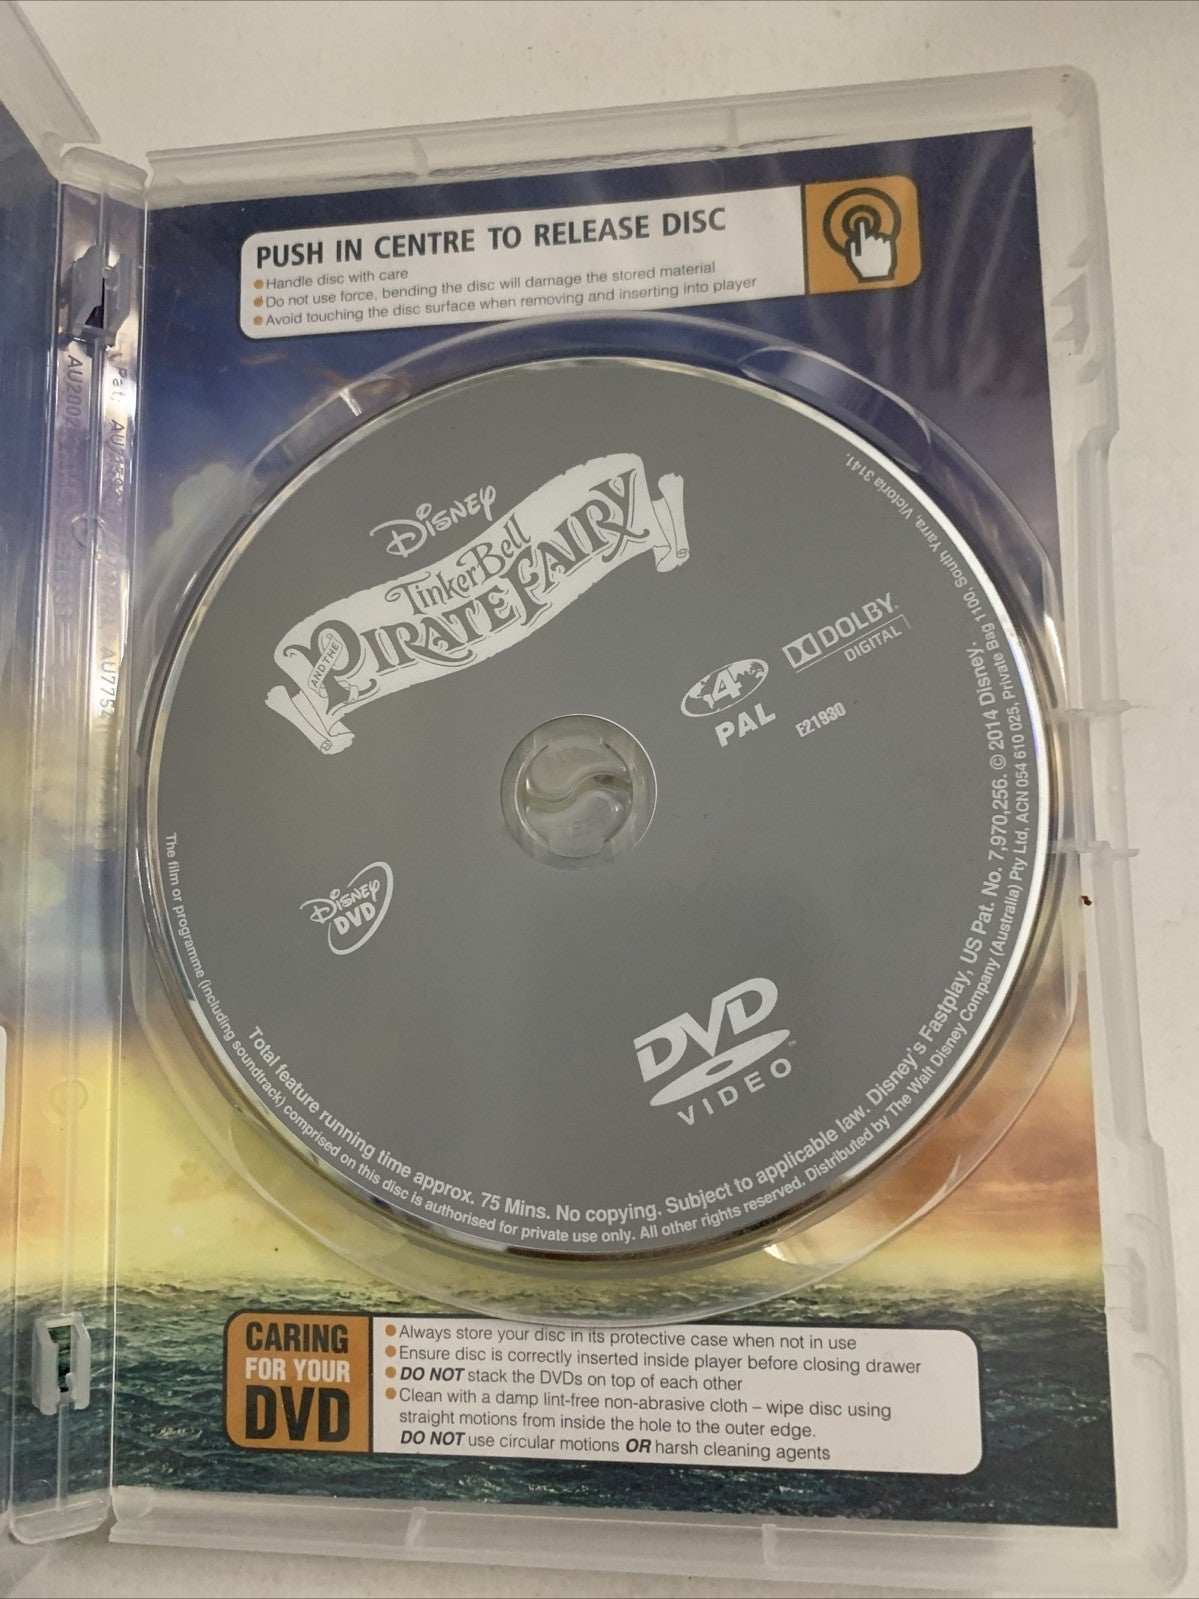 PUSH IN CENTRE TO RELEASE DISC
Handle disc with care
Do not use force, bending the disc will damage the stored material
Avoid touching the disc surface when removing and inserting into player
Pat. AU
AU200
AU775
DISNEY
TinkerBell
AND THE
PIRATE FAIRY
DOLBY
DIGITAL
4
PAL
EZ1930
DISNEY
DVD
DVD
VIDEO™
Total feature running time approx. 75 Mins. No copying. Subject to applicable law. Disney's Fastplay, US Pat. No. 7,970,256. © 2014 Disney.
The film or programme (including soundtrack) comprised on this disc is authorised for private use only. All other rights reserved. Distributed by The Walt Disney Company (Australia) Pty Ltd, ACN 054 610 025, Private Bag 1100, South Yarra, Victoria 3141.
CARING
FOR YOUR
DVD
Always store your disc in its protective case when not in use
Ensure disc is correctly inserted inside player before closing drawer
DO NOT stack the DVDs on top of each other
Clean with a damp lint-free non-abrasive cloth – wipe disc using
straight motions from inside the hole to the outer edge.
DO NOT use circular motions OR harsh cleaning agents